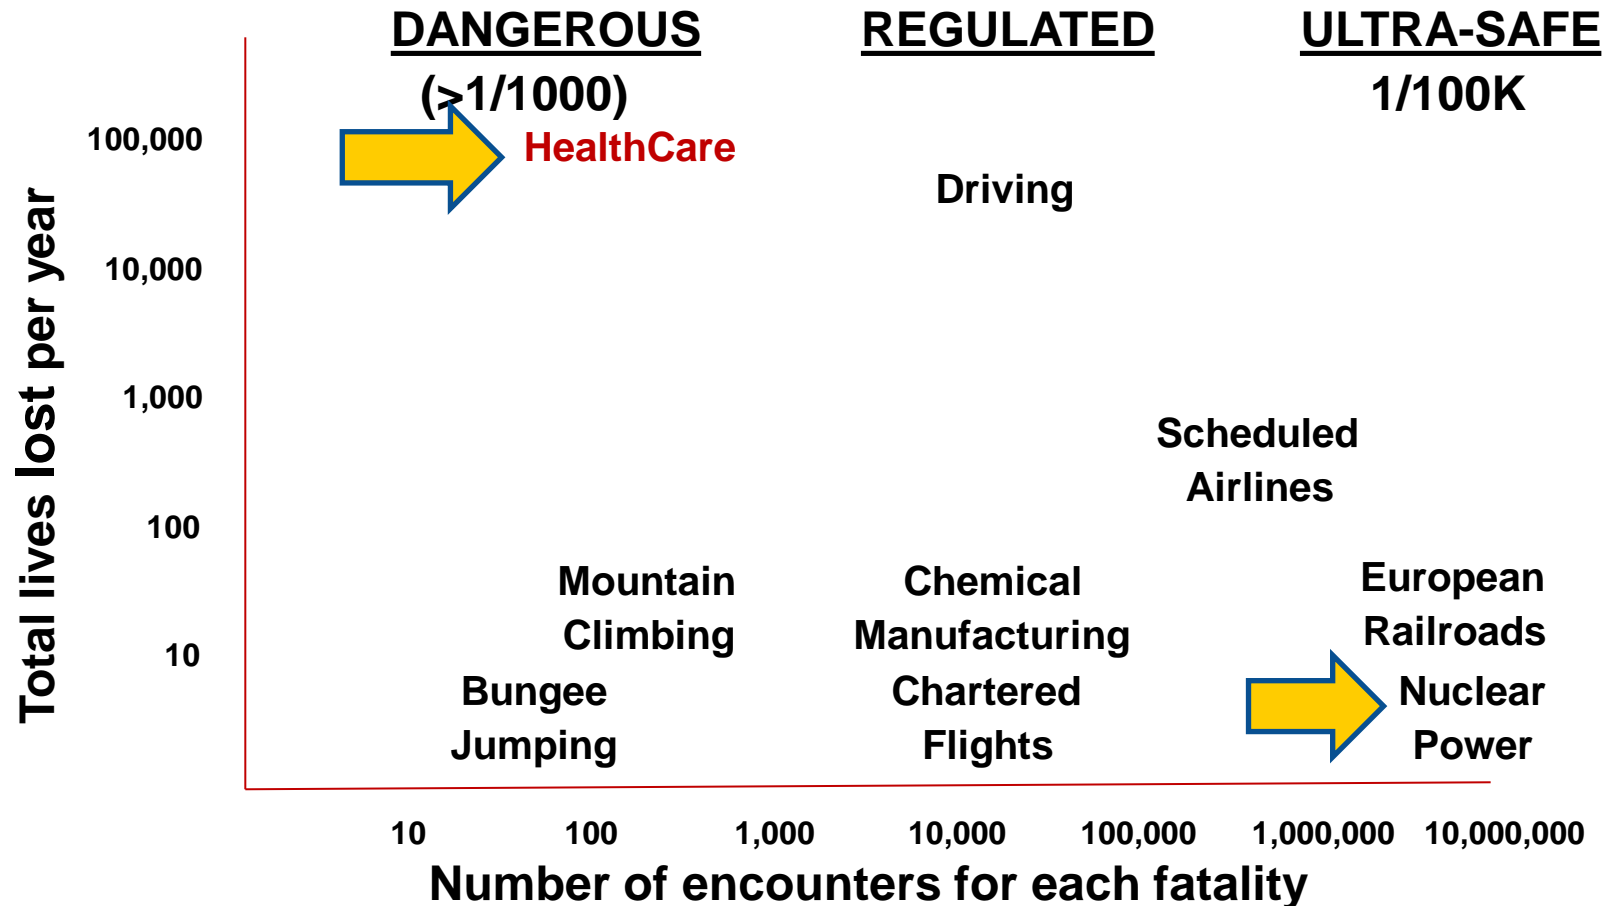 DANGEROUS
REGULATED
ULTRA-SAFE
(>1/1000)
1/100K
100,000
HealthCare
Driving
10,000
1,000
Scheduled
Airlines
100
Mountain
Climbing
Chemical
Manufacturing
European
Railroads
10
Bungee
Jumping
Chartered
Flights
Nuclear
Power
Total lives lost per year
10
100
1,000
10,000
100,000
1,000,000
10,000,000
Number of encounters for each fatality